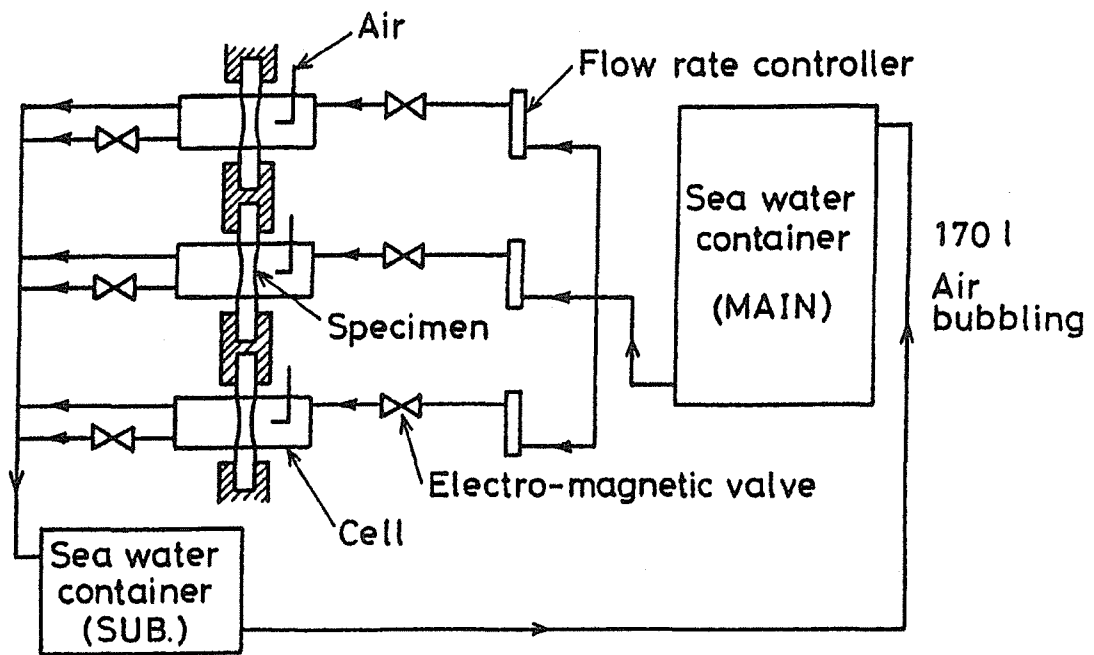 Air
Flow rate controller
Sea water
container
(MAIN)
170 l
Air
bubbling
Specimen
Electro-magnetic valve
Cell
Sea water
container
(SUB.)